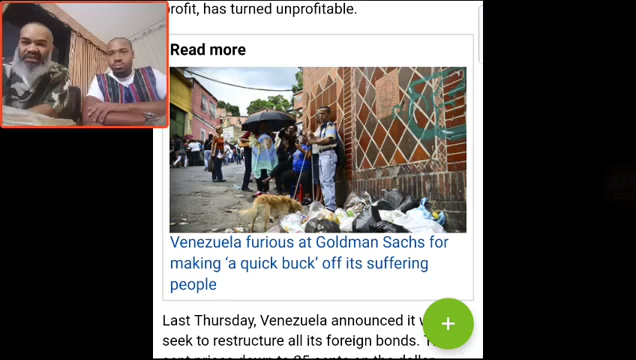 profit, has turned unprofitable.
Read more
Venezuela furious at Goldman Sachs for
making ‘a quick buck’ off its suffering
people
Last Thursday, Venezuela announced it
seek to restructure all its foreign bonds.